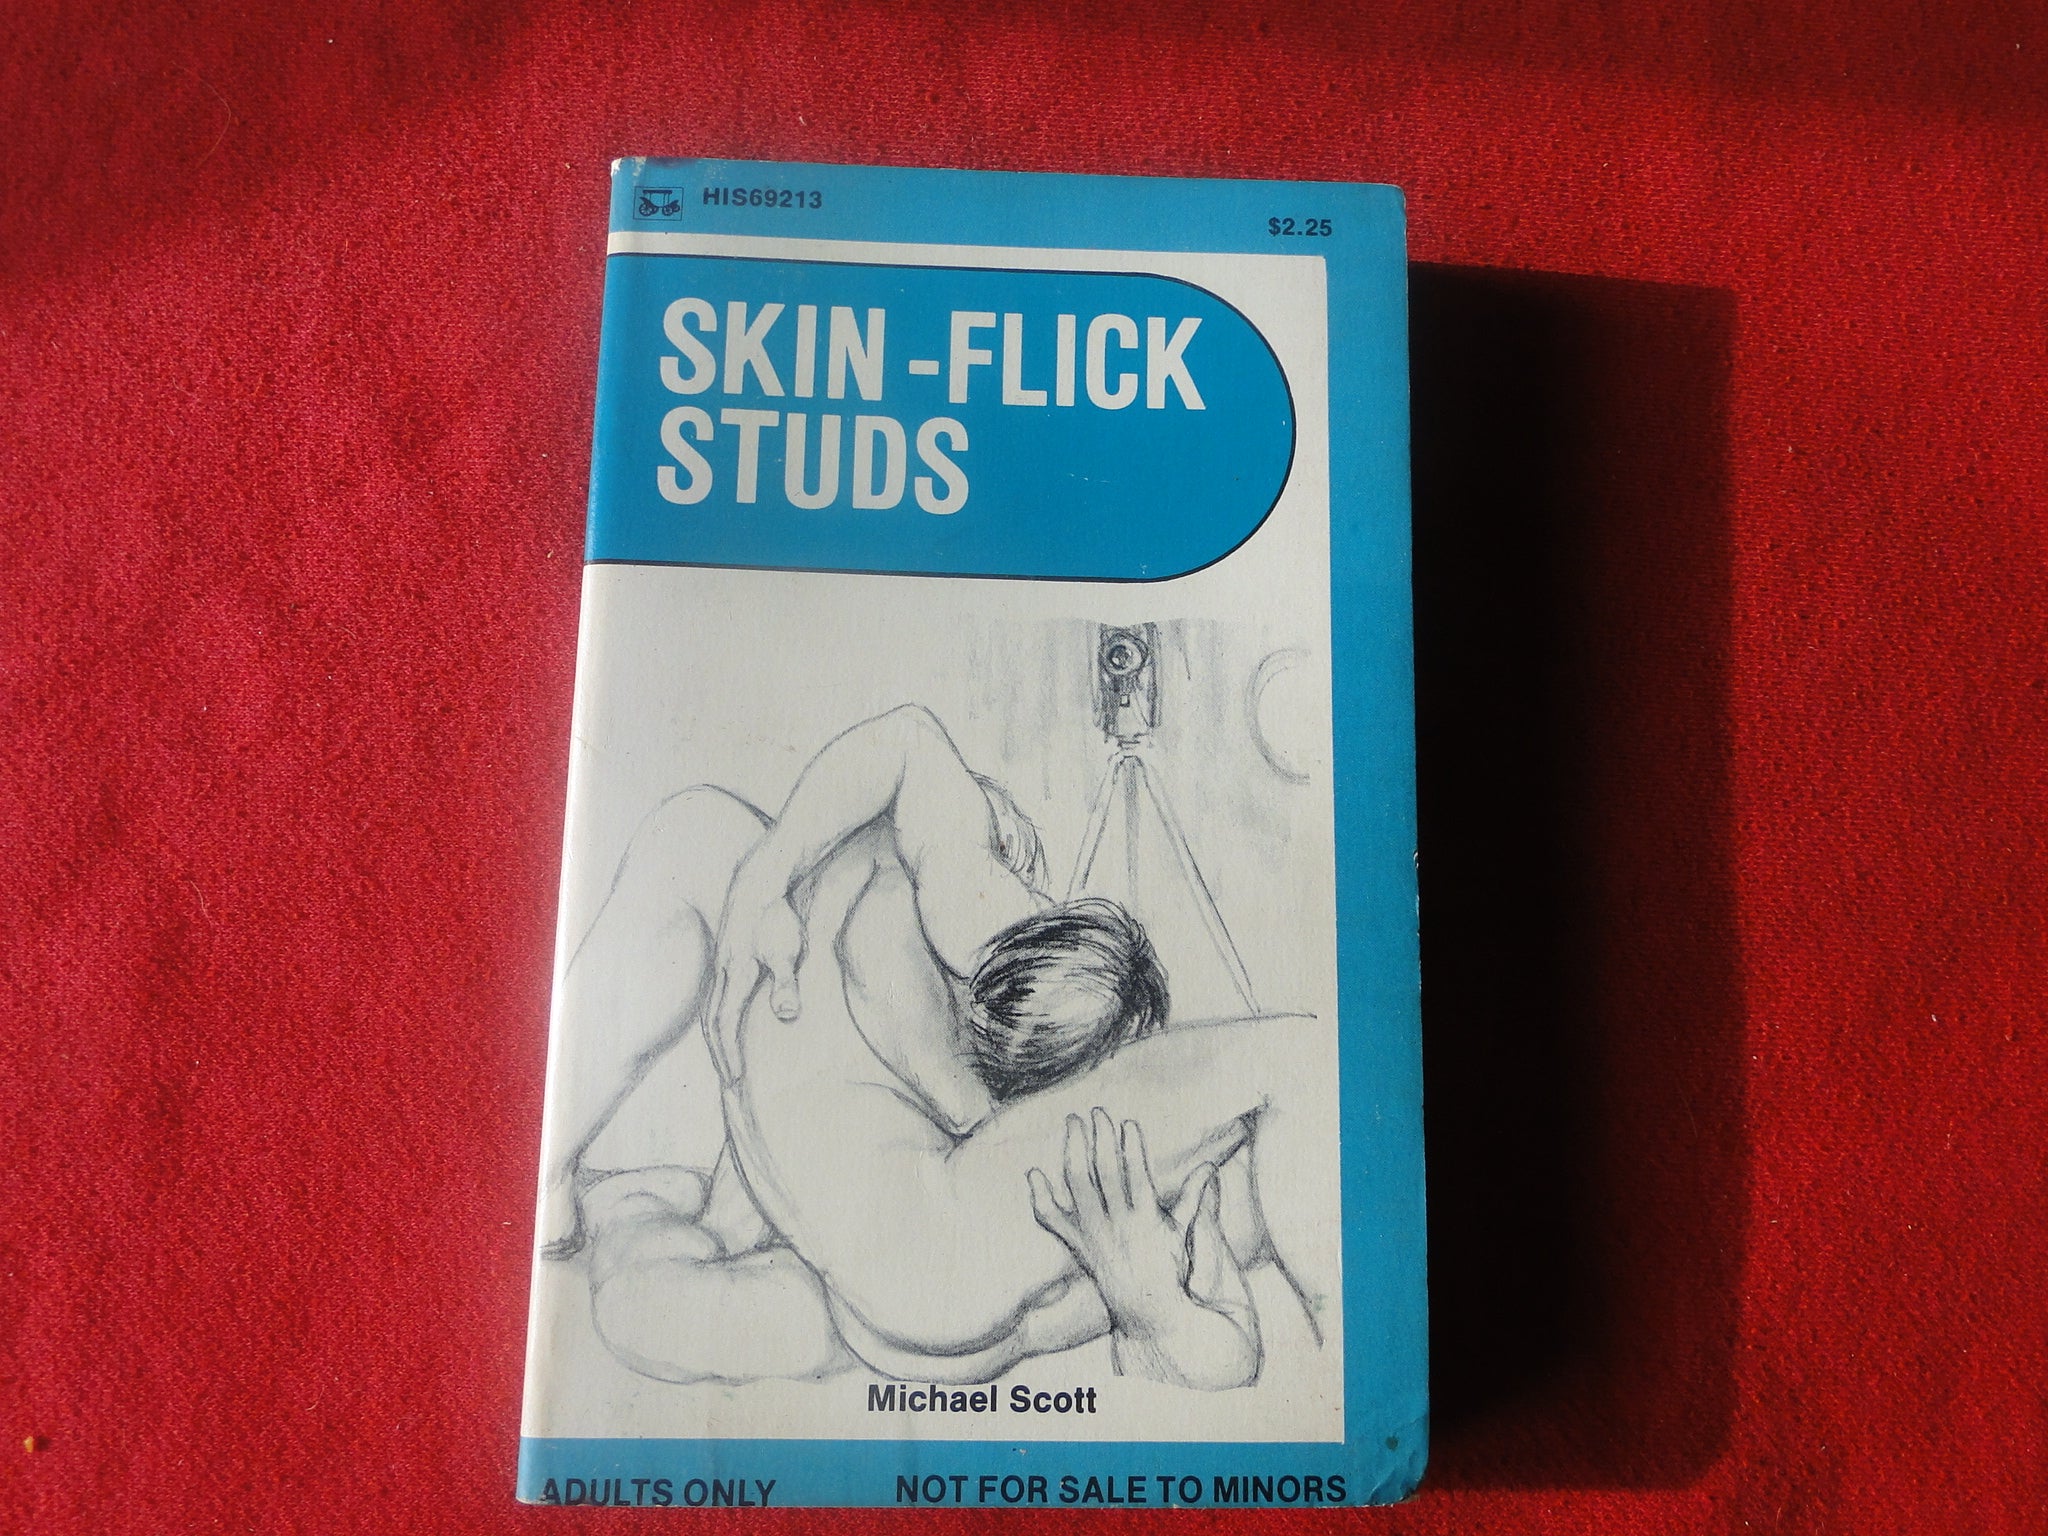 HIS69213
$2.25
SKIN-FLICK
STUDS
Michael Scott
ADULTS ONLY NOT FOR SALE TO MINORS